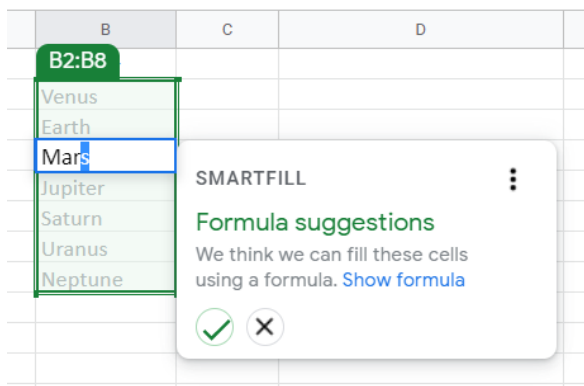 B C D
B2:B8
Venus
Earth
Mars
Jupiter
Saturn
Uranus
Neptune
SMARTFILL
Formula suggestions
We think we can fill these cells
using a formula. Show formula